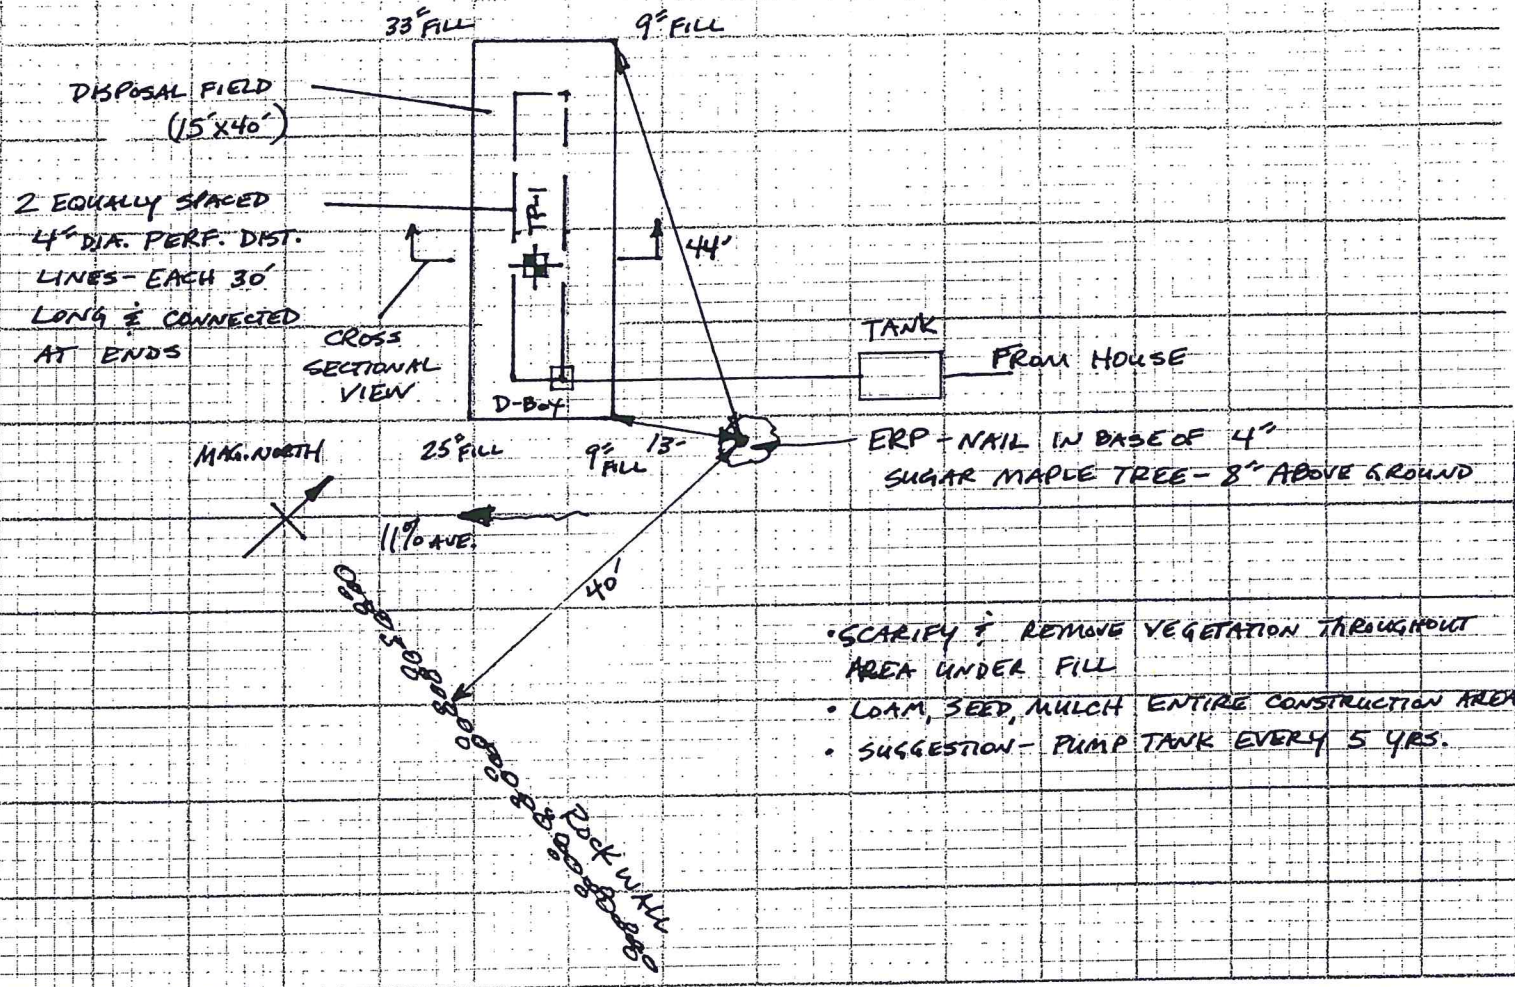 33" FILL
9" FILL
DISPOSAL FIELD
(15'X40')
2 EQUALLY SPACED
4" DIA. PERF. DIST.
LINES - EACH 30'
LONG & CONNECTED
AT ENDS
TP-1
44'
CROSS
SECTIONAL
VIEW
TANK
FROM HOUSE
D-BOX
25" FILL
9" FILL
13'
MAG. NORTH
ERP - NAIL IN BASE OF 4"
SUGAR MAPLE TREE - 8" ABOVE GROUND
11% AVE.
40'
• SCARIFY & REMOVE VEGETATION THROUGHOUT
AREA UNDER FILL
• LOAM, SEED, MULCH ENTIRE CONSTRUCTION AREA
• SUGGESTION - PUMP TANK EVERY 5 YRS.
ROCK WALL